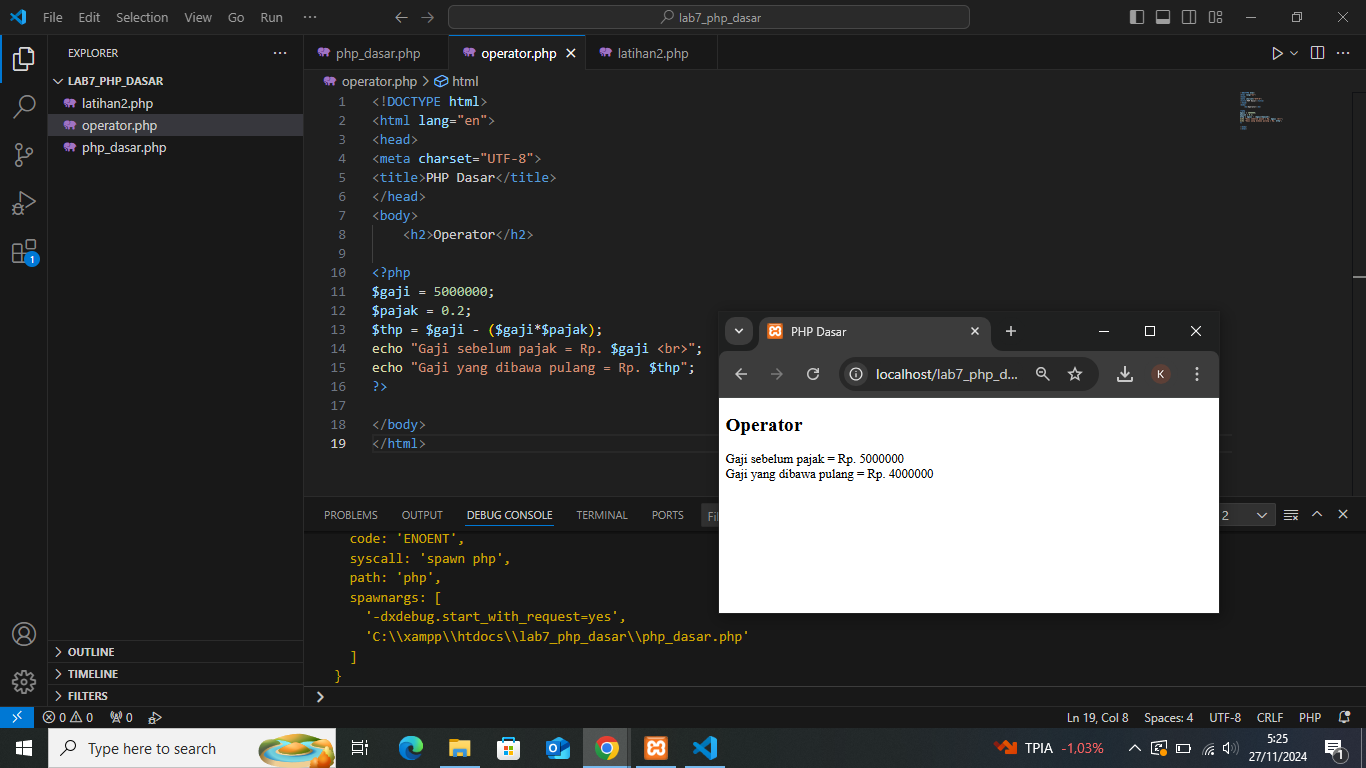 File Edit Selection View Go Run ··· lab7_php_dasar
EXPLORER ···
LAB7_PHP_DASAR
latihan2.php
operator.php
php_dasar.php
OUTLINE
TIMELINE
FILTERS
php_dasar.php operator.php latihan2.php
operator.php > html
1 <!DOCTYPE html>
2 <html lang="en">
3 <head>
4 <meta charset="UTF-8">
5 <title>PHP Dasar</title>
6 </head>
7 <body>
8 <h2>Operator</h2>
9
10 <?php
11 $gaji = 5000000;
12 $pajak = 0.2;
13 $thp = $gaji - ($gaji*$pajak);
14 echo "Gaji sebelum pajak = Rp. $gaji <br>";
15 echo "Gaji yang dibawa pulang = Rp. $thp";
16 ?>
17
18 </body>
19 </html>
PHP Dasar
localhost/lab7_php_d... K
Operator
Gaji sebelum pajak = Rp. 5000000
Gaji yang dibawa pulang = Rp. 4000000
PROBLEMS OUTPUT DEBUG CONSOLE TERMINAL PORTS Fil 2
code: 'ENOENT',
syscall: 'spawn php',
path: 'php',
spawnargs: [
'-dxdebug.start_with_request=yes',
'C:\\xampp\\htdocs\\lab7_php_dasar\\php_dasar.php'
]
}
1
0 0 0 Ln 19, Col 8 Spaces: 4 UTF-8 CRLF PHP
Type here to search TPIA -1,03% 5:25
27/11/2024 1